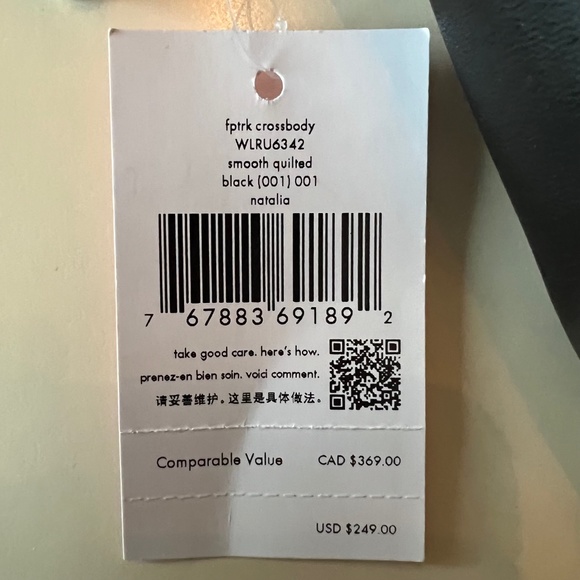 fptrk crossbody
WLRU6342
smooth quilted
black (001) 001
natalia
7 67883 69189 2
take good care. here's how.
prenez-en bien soin. voici comment.
请妥善维护。这里是具体做法。
Comparable Value CAD $369.00
USD $249.00